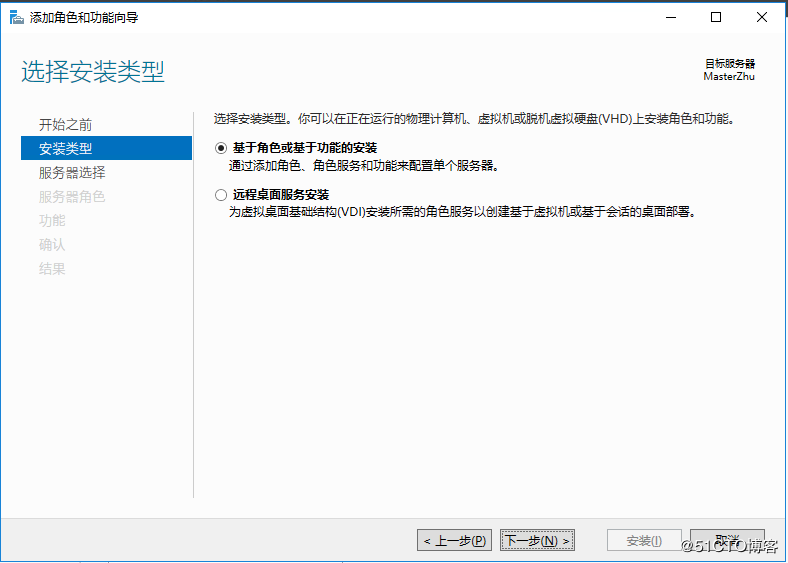 添加角色和功能向导
选择安装类型
目标服务器
MasterZhu
开始之前
安装类型
服务器选择
服务器角色
功能
确认
结果
选择安装类型。你可以在正在运行的物理计算机、虚拟机或脱机虚拟硬盘(VHD)上安装角色和功能。
基于角色或基于功能的安装
通过添加角色、角色服务和功能来配置单个服务器。
远程桌面服务安装
为虚拟桌面基础结构(VDI)安装所需的角色服务以创建基于虚拟机或基于会话的桌面部署。
< 上一步(P)
下一步(N) >
安装(I)
取消
@51CTO博客